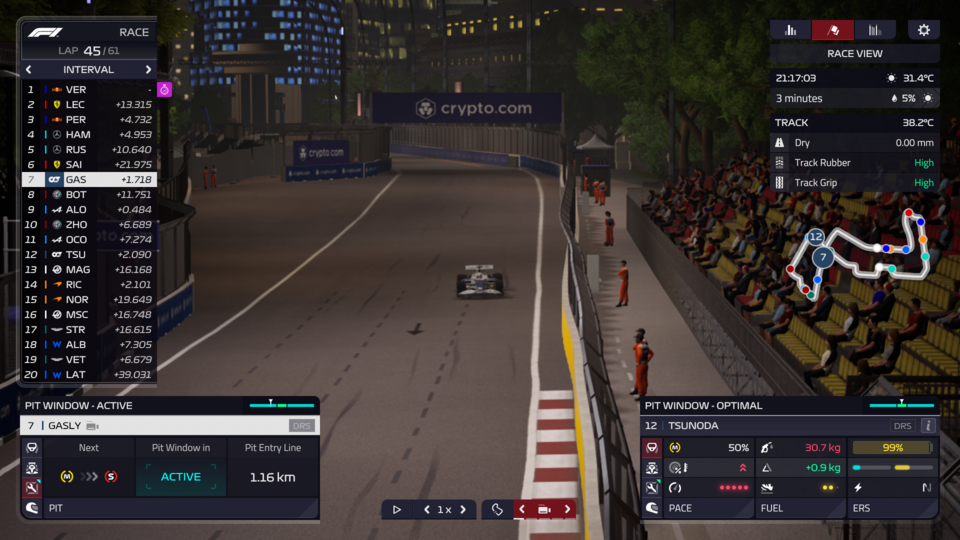 F1 RACE
LAP 45/61
INTERVAL
1 VER -
2 LEC +13.315
3 PER +4.732
4 HAM +4.953
5 RUS +10.640
6 SAI +21.975
7 GAS +1.718
8 BOT +11.751
9 ALO +0.484
10 ZHO +6.689
11 OCO +7.274
12 TSU +2.090
13 MAG +16.168
14 RIC +2.101
15 NOR +19.649
16 MSC +16.748
17 STR +16.615
18 ALB +7.305
19 VET +6.679
20 LAT +39.031
crypto.com
crypto.com
RACE VIEW
21:17:03 31.4°C
3 minutes 5%
TRACK 38.2°C
Dry 0.00 mm
Track Rubber High
Track Grip High
12
7
PIT WINDOW - ACTIVE
7 GASLY DRS
Next Pit Window in Pit Entry Line
M >>> S ACTIVE 1.16 km
PIT
1x
PIT WINDOW - OPTIMAL
12 TSUNODA DRS i
M 50% 30.7 kg 99%
+0.9 kg
N
PACE FUEL ERS